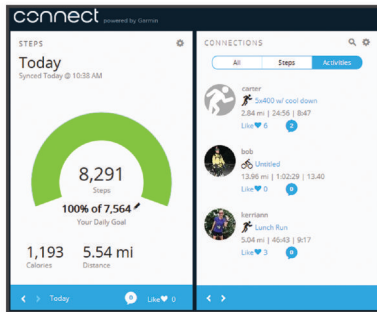 connect powered by Garmin
STEPS
Today
Synced Today @ 10:38 AM
8,291
Steps
100% of 7,564
Your Daily Goal
1,193
Calories
5.54 mi
Distance
Today
0
Like 0
CONNECTIONS
All
Steps
Activities
carter
5x400 w/ cool down
2.84 mi | 24:56 | 8:47
Like 6
2
bob
Untitled
13.96 mi | 1:02:29 | 13.40
Like 0
0
kerriann
Lunch Run
5.04 mi | 46:43 | 9:17
Like 3
0